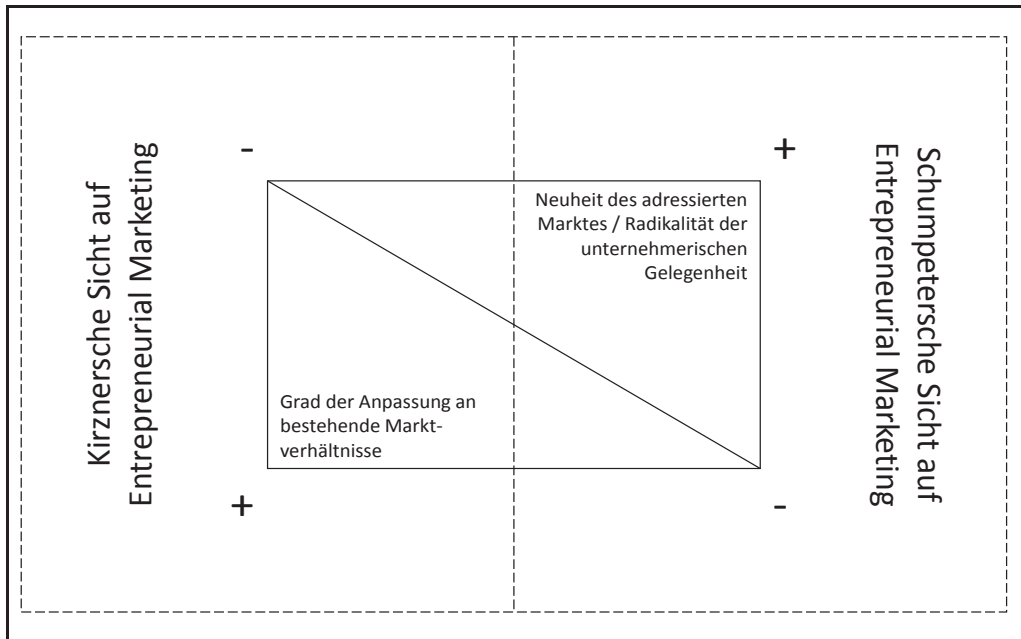 Kirznersche Sicht auf
Entrepreneurial Marketing
-
+
Neuheit des adressierten
Marktes / Radikalität der
unternehmerischen
Gelegenheit
Grad der Anpassung an
bestehende Markt-
verhältnisse
+
-
Schumpetersche Sicht auf
Entrepreneurial Marketing